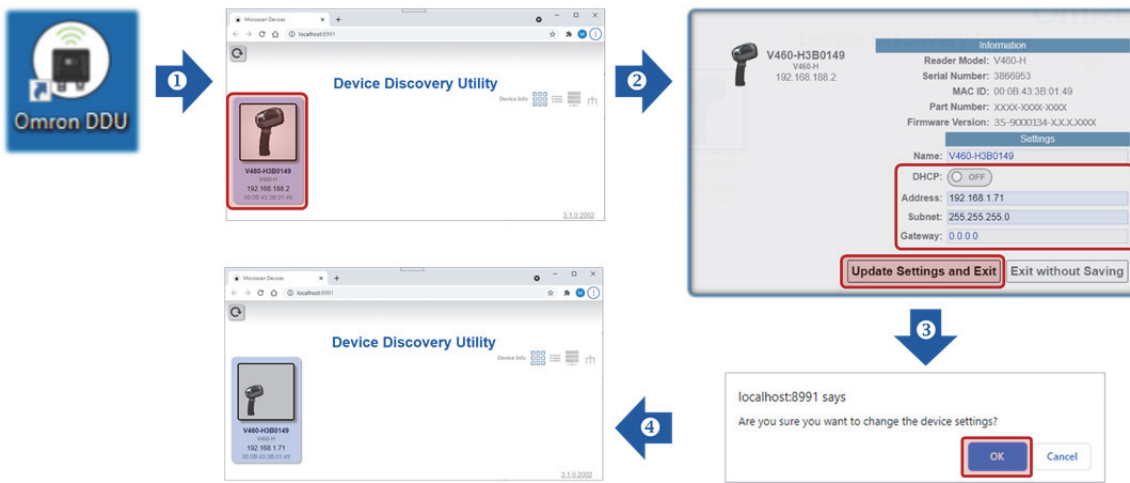 Omron DDU
1
Microscan Devices
localhost:8991
Device Discovery Utility
Device Info
V460-H3B0149
V460-H
192.168.188.2
00:0B:43:3B:01:49
3.1.0.2002
2
V460-H3B0149
V460-H
192.168.188.2
Information
Reader Model: V460-H
Serial Number: 3866953
MAC ID: 00:0B:43:3B:01:49
Part Number: XXXX-XXXX-XXXX
Firmware Version: 35-9000134-X.X.X.XXXX
Settings
Name: V460-H3B0149
DHCP: OFF
Address: 192.168.1.71
Subnet: 255.255.255.0
Gateway: 0.0.0.0
Update Settings and Exit
Exit without Saving
3
localhost:8991 says
Are you sure you want to change the device settings?
OK
Cancel
4
Microscan Devices
localhost:8991
Device Discovery Utility
Device Info
V460-H3B0149
V460-H
192.168.1.71
00:0B:43:3B:01:49
3.1.0.2002